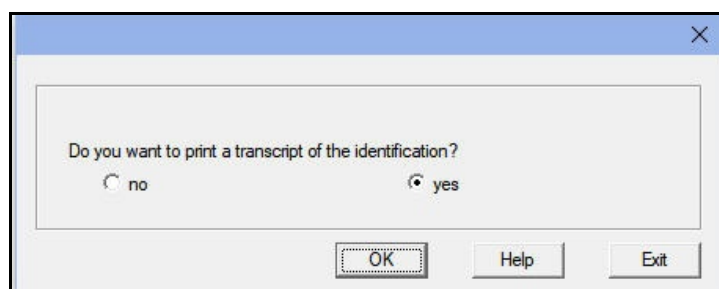 Do you want to print a transcript of the identification?
no yes
OK Help Exit